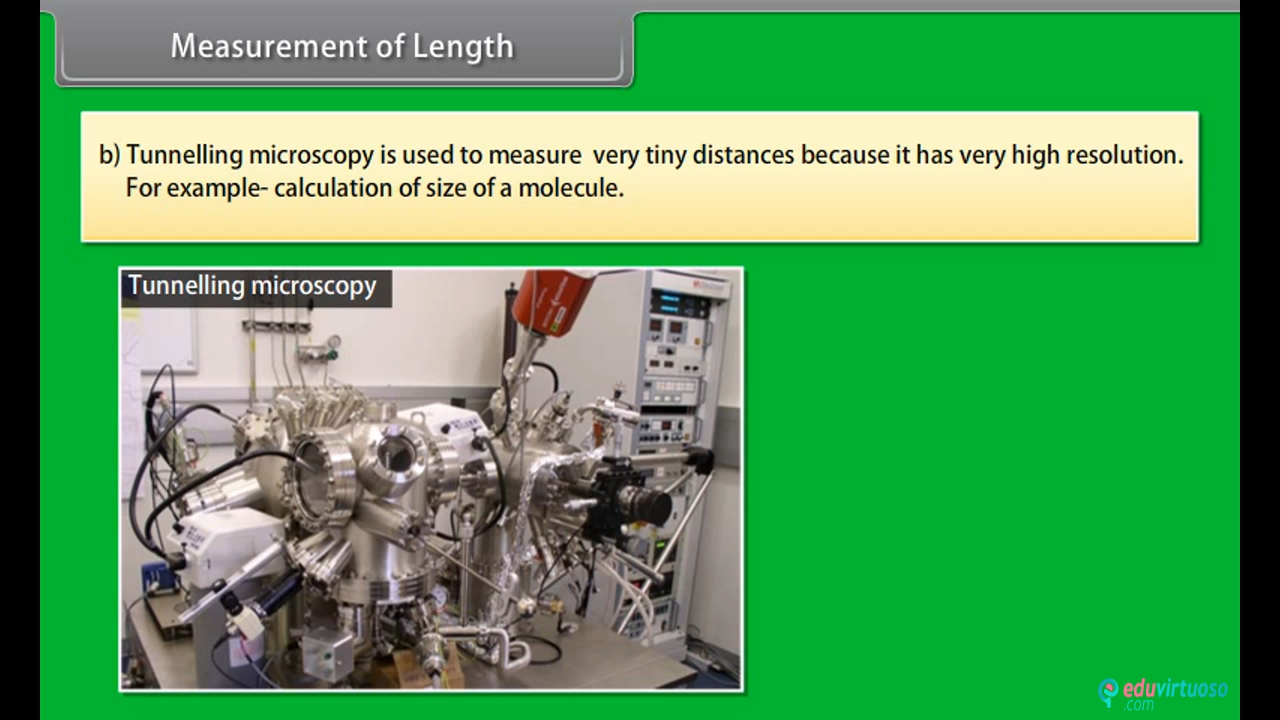 Measurement of Length
b) Tunnelling microscopy is used to measure very tiny distances because it has very high resolution.
For example- calculation of size of a molecule.
Tunnelling microscopy
eduvirtuoso
.com